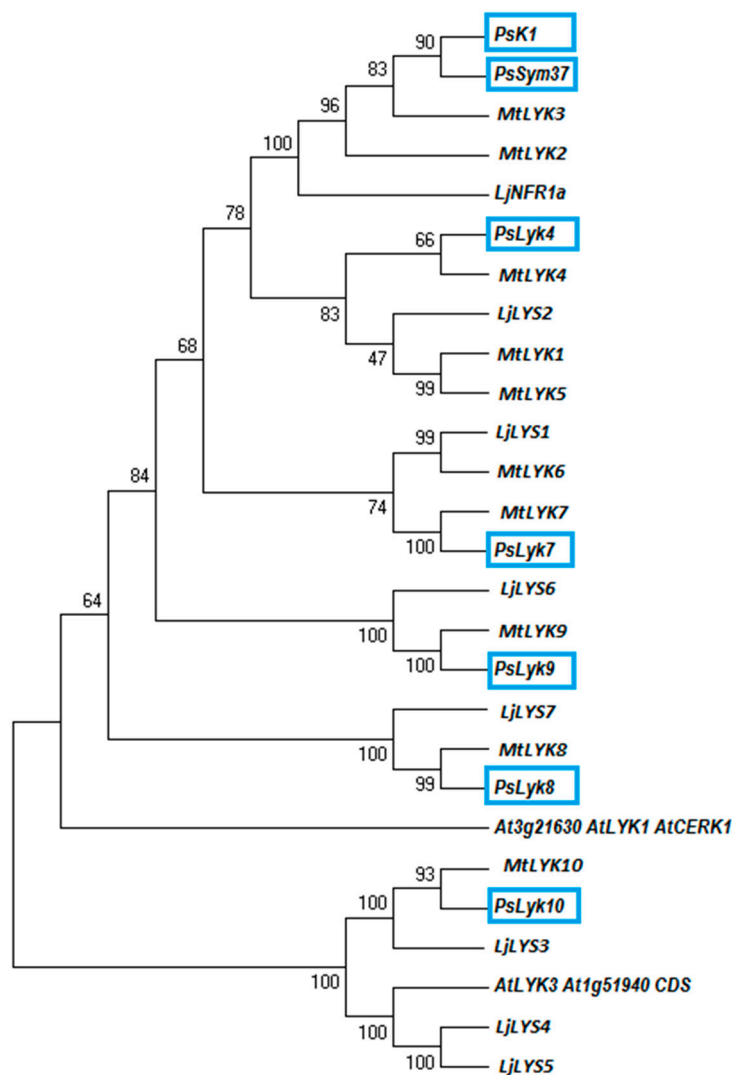 PsK1
90
PsSym37
83
MtLYK3
96
MtLYK2
100
LjNFR1a
78
PsLyk4
66
MtLYK4
83
LjLYS2
68
47
MtLYK1
99
MtLYK5
LjLYS1
99
MtLYK6
84
74
MtLYK7
100
PsLyk7
LjLYS6
64
100
MtLYK9
100
PsLyk9
LjLYS7
100
MtLYK8
99
PsLyk8
At3g21630 AtLYK1 AtCERK1
MtLYK10
93
PsLyk10
100
LjLYS3
100
AtLYK3 At1g51940 CDS
100
LjLYS4
100
LjLYS5